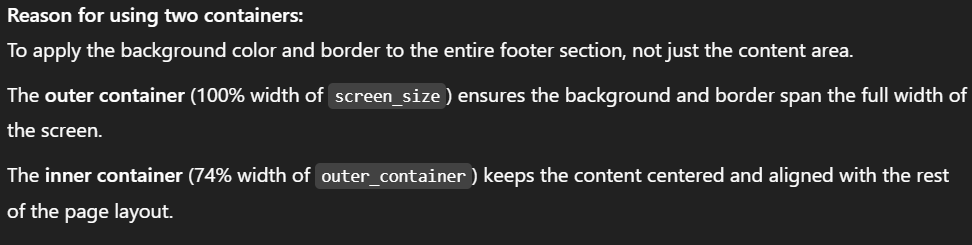 Reason for using two containers:
To apply the background color and border to the entire footer section, not just the content area.
The outer container (100% width of screen_size) ensures the background and border span the full width of
the screen.
The inner container (74% width of outer_container) keeps the content centered and aligned with the rest
of the page layout.